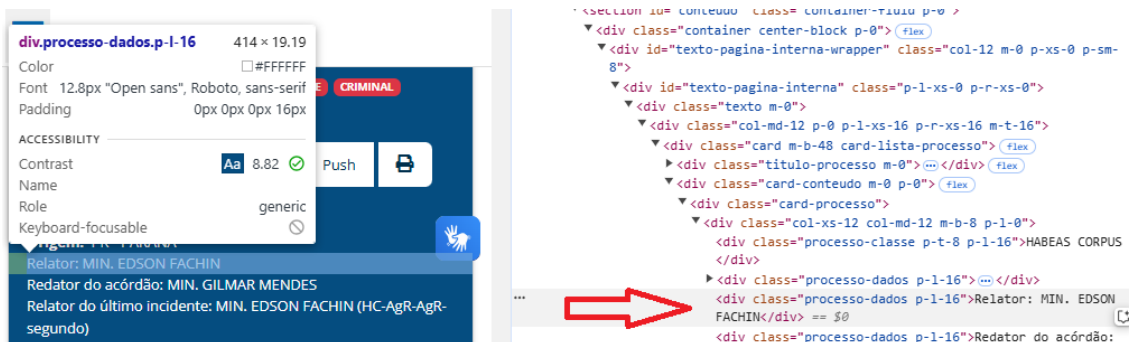 div.processo-dados.p-l-16 414 × 19.19
Color #FFFFFF
Font 12.8px "Open sans", Roboto, sans-serif
Padding 0px 0px 0px 16px
ACCESSIBILITY
Contrast Aa 8.82
Name
Role generic
Keyboard-focusable
CRIMINAL
Push
Relator: MIN. EDSON FACHIN
Redator do acórdão: MIN. GILMAR MENDES
Relator do último incidente: MIN. EDSON FACHIN (HC-AgR-AgR-
segundo)
<section id="conteudo" class="container-fluid p-0">
<div class="container center-block p-0"> flex
<div id="texto-pagina-interna-wrapper" class="col-12 m-0 p-xs-0 p-sm-
8">
<div id="texto-pagina-interna" class="p-l-xs-0 p-r-xs-0">
<div class="texto m-0">
<div class="col-md-12 p-0 p-l-xs-16 p-r-xs-16 m-t-16">
<div class="card m-b-48 card-lista-processo"> flex
<div class="titulo-processo m-0"> … </div> flex
<div class="card-conteudo m-0 p-0"> flex
<div class="card-processo">
<div class="col-xs-12 col-md-12 m-b-8 p-l-0">
<div class="processo-classe p-t-8 p-l-16">HABEAS CORPUS
</div>
<div class="processo-dados p-l-16"> … </div>
… <div class="processo-dados p-l-16">Relator: MIN. EDSON
FACHIN</div> == $0
<div class="processo-dados p-l-16">Redator do acórdão: